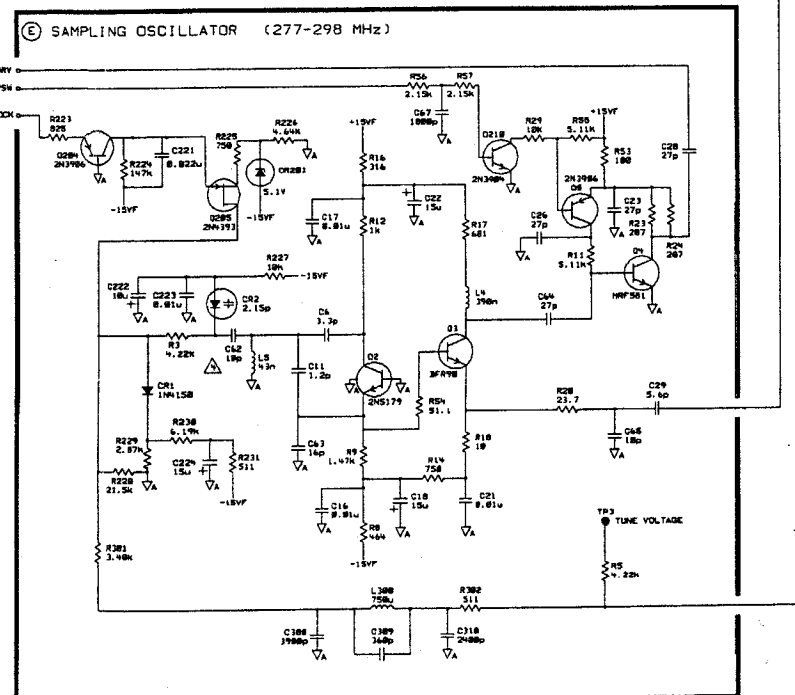 E SAMPLING OSCILLATOR (277-298 MHz)
R56
2.15k
R57
2.15k
C67
1000p
R223
825
Q204
2N3906
R224
147k
C221
0.022u
-15VF
R225
750
R226
4.64k
5.1V
-15VF
Q205
2N4393
A
+15VF
R16
316
C17
0.01u
R12
1k
C22
15u
R17
681
L4
390n
Q210
2N3904
R29
10K
R55
5.11K
+15VF
R53
100
2N3906
C26
27p
C23
27p
R11
5.11K
R23
287
R24
287
Q4
MRF581
C28
27p
C222
10u
C223
0.01u
R227
10k
-15VF
CR2
2.15p
R3
4.22K
C62
10p
L5
43n
C6
3.3p
C11
1.2p
Q2
2N5179
C64
27p
Q3
BFR90
R54
51.1
CR1
1N4150
R230
6.19k
R229
2.87k
R228
21.5k
C224
15u
R231
511
-15VF
C63
16p
R9
1.47k
C16
0.01u
R8
464
-15VF
R14
750
C18
15u
R10
10
C21
0.01u
R20
23.7
C29
5.6p
C65
10p
TP3
TUNE VOLTAGE
R5
4.22K
R301
3.48k
L300
750u
C309
360p
R302
511
C310
2400p
3900p